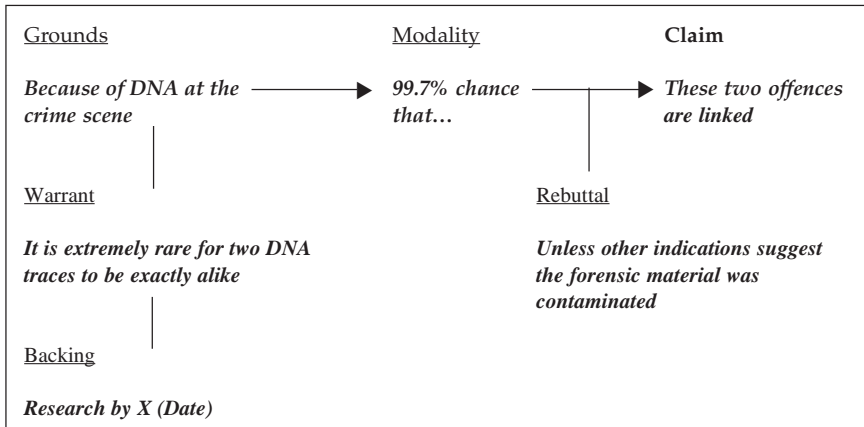 Grounds
Modality
Claim
Because of DNA at the
crime scene
99.7% chance
that…
These two offences
are linked
Warrant
Rebuttal
It is extremely rare for two DNA
traces to be exactly alike
Unless other indications suggest
the forensic material was
contaminated
Backing
Research by X (Date)